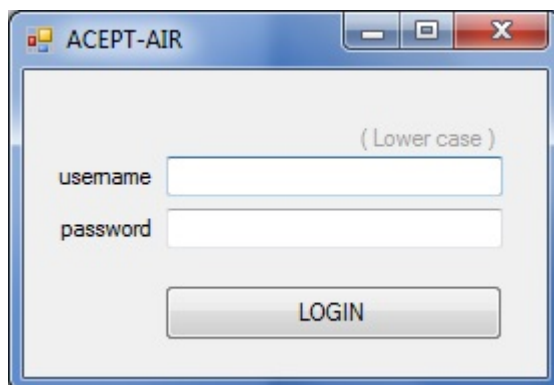 ACEPT-AIR
( Lower case )
username
password
LOGIN